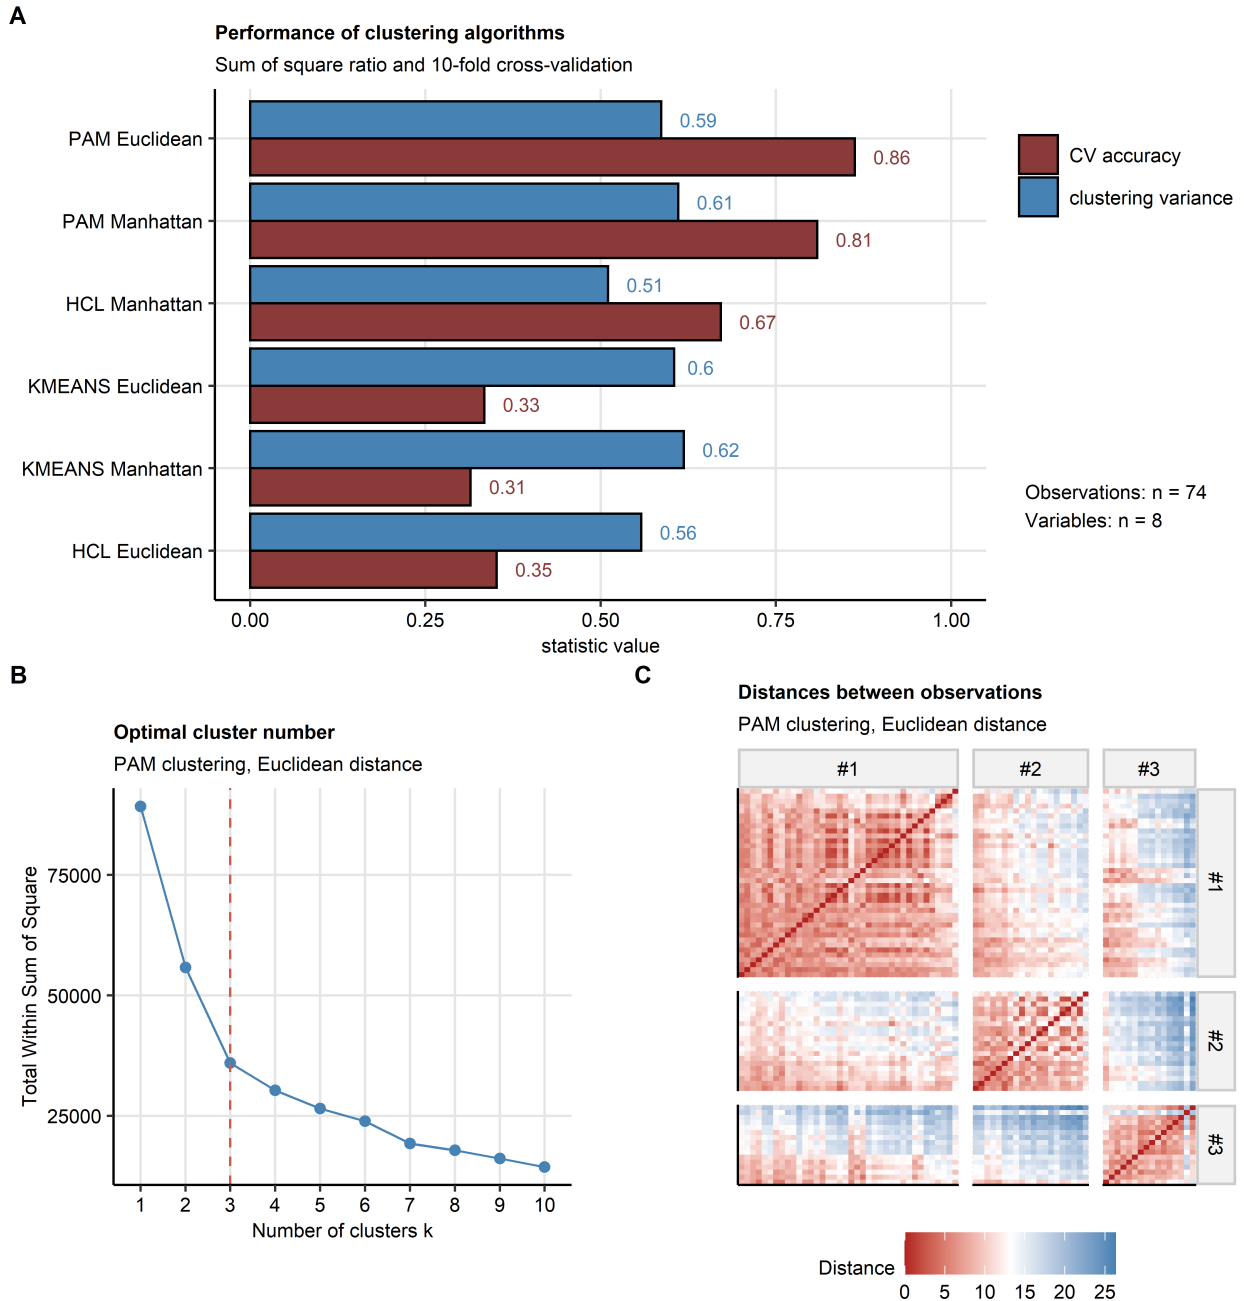 A
Performance of clustering algorithms
Sum of square ratio and 10-fold cross-validation
PAM Euclidean
0.59
0.86
PAM Manhattan
0.61
0.81
HCL Manhattan
0.51
0.67
KMEANS Euclidean
0.6
0.33
KMEANS Manhattan
0.62
0.31
HCL Euclidean
0.56
0.35
0.00 0.25 0.50 0.75 1.00
statistic value
CV accuracy
clustering variance
Observations: n = 74
Variables: n = 8
B
Optimal cluster number
PAM clustering, Euclidean distance
Total Within Sum of Square
75000
50000
25000
1 2 3 4 5 6 7 8 9 10
Number of clusters k
C
Distances between observations
PAM clustering, Euclidean distance
#1 #2 #3
#1
#2
#3
Distance
0 5 10 15 20 25